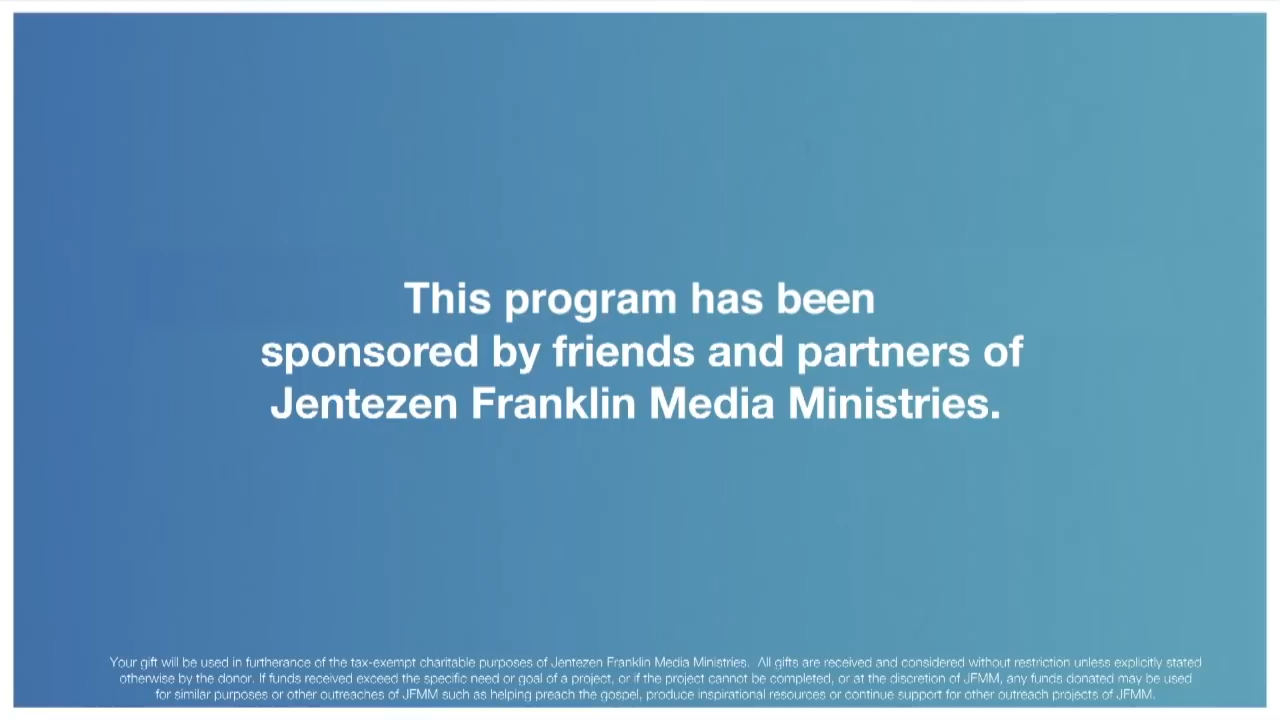 This program has been
sponsored by friends and partners of
Jentezen Franklin Media Ministries.
Your gift will be used in furtherance of the tax-exempt charitable purposes of Jentezen Franklin Media Ministries.  All gifts are received and considered without restriction unless explicitly stated
otherwise by the donor. If funds received exceed the specific need or goal of a project, or if the project cannot be completed, or at the discretion of JFMM, any funds donated may be used
for similar purposes or other outreaches of JFMM such as helping preach the gospel, produce inspirational resources or continue support for other outreach projects of JFMM.